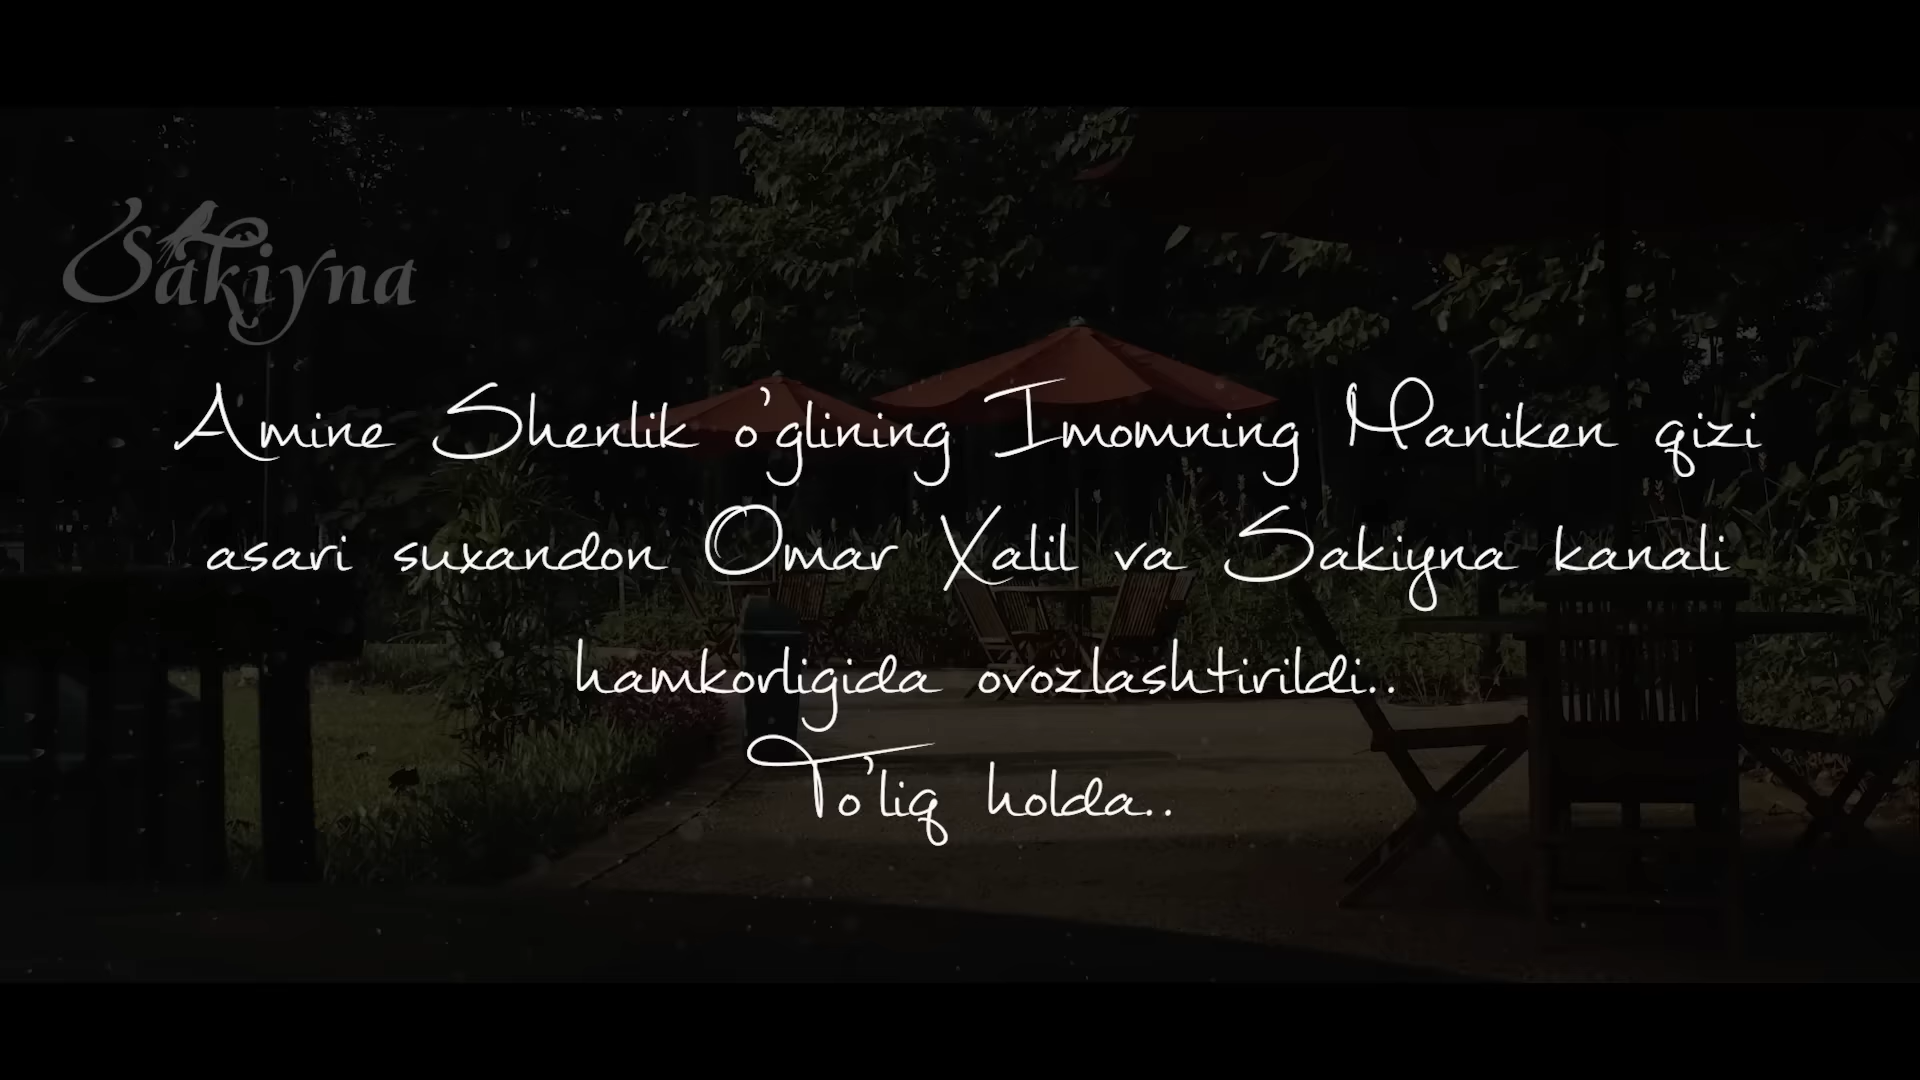 Sakiyna
Amine Shenlik o'glining Imomning Maniken qizi
asari suxandon Omar Xalil va Sakiyna kanali
hamkorligida ovozlashtirildi..
To'liq holda..